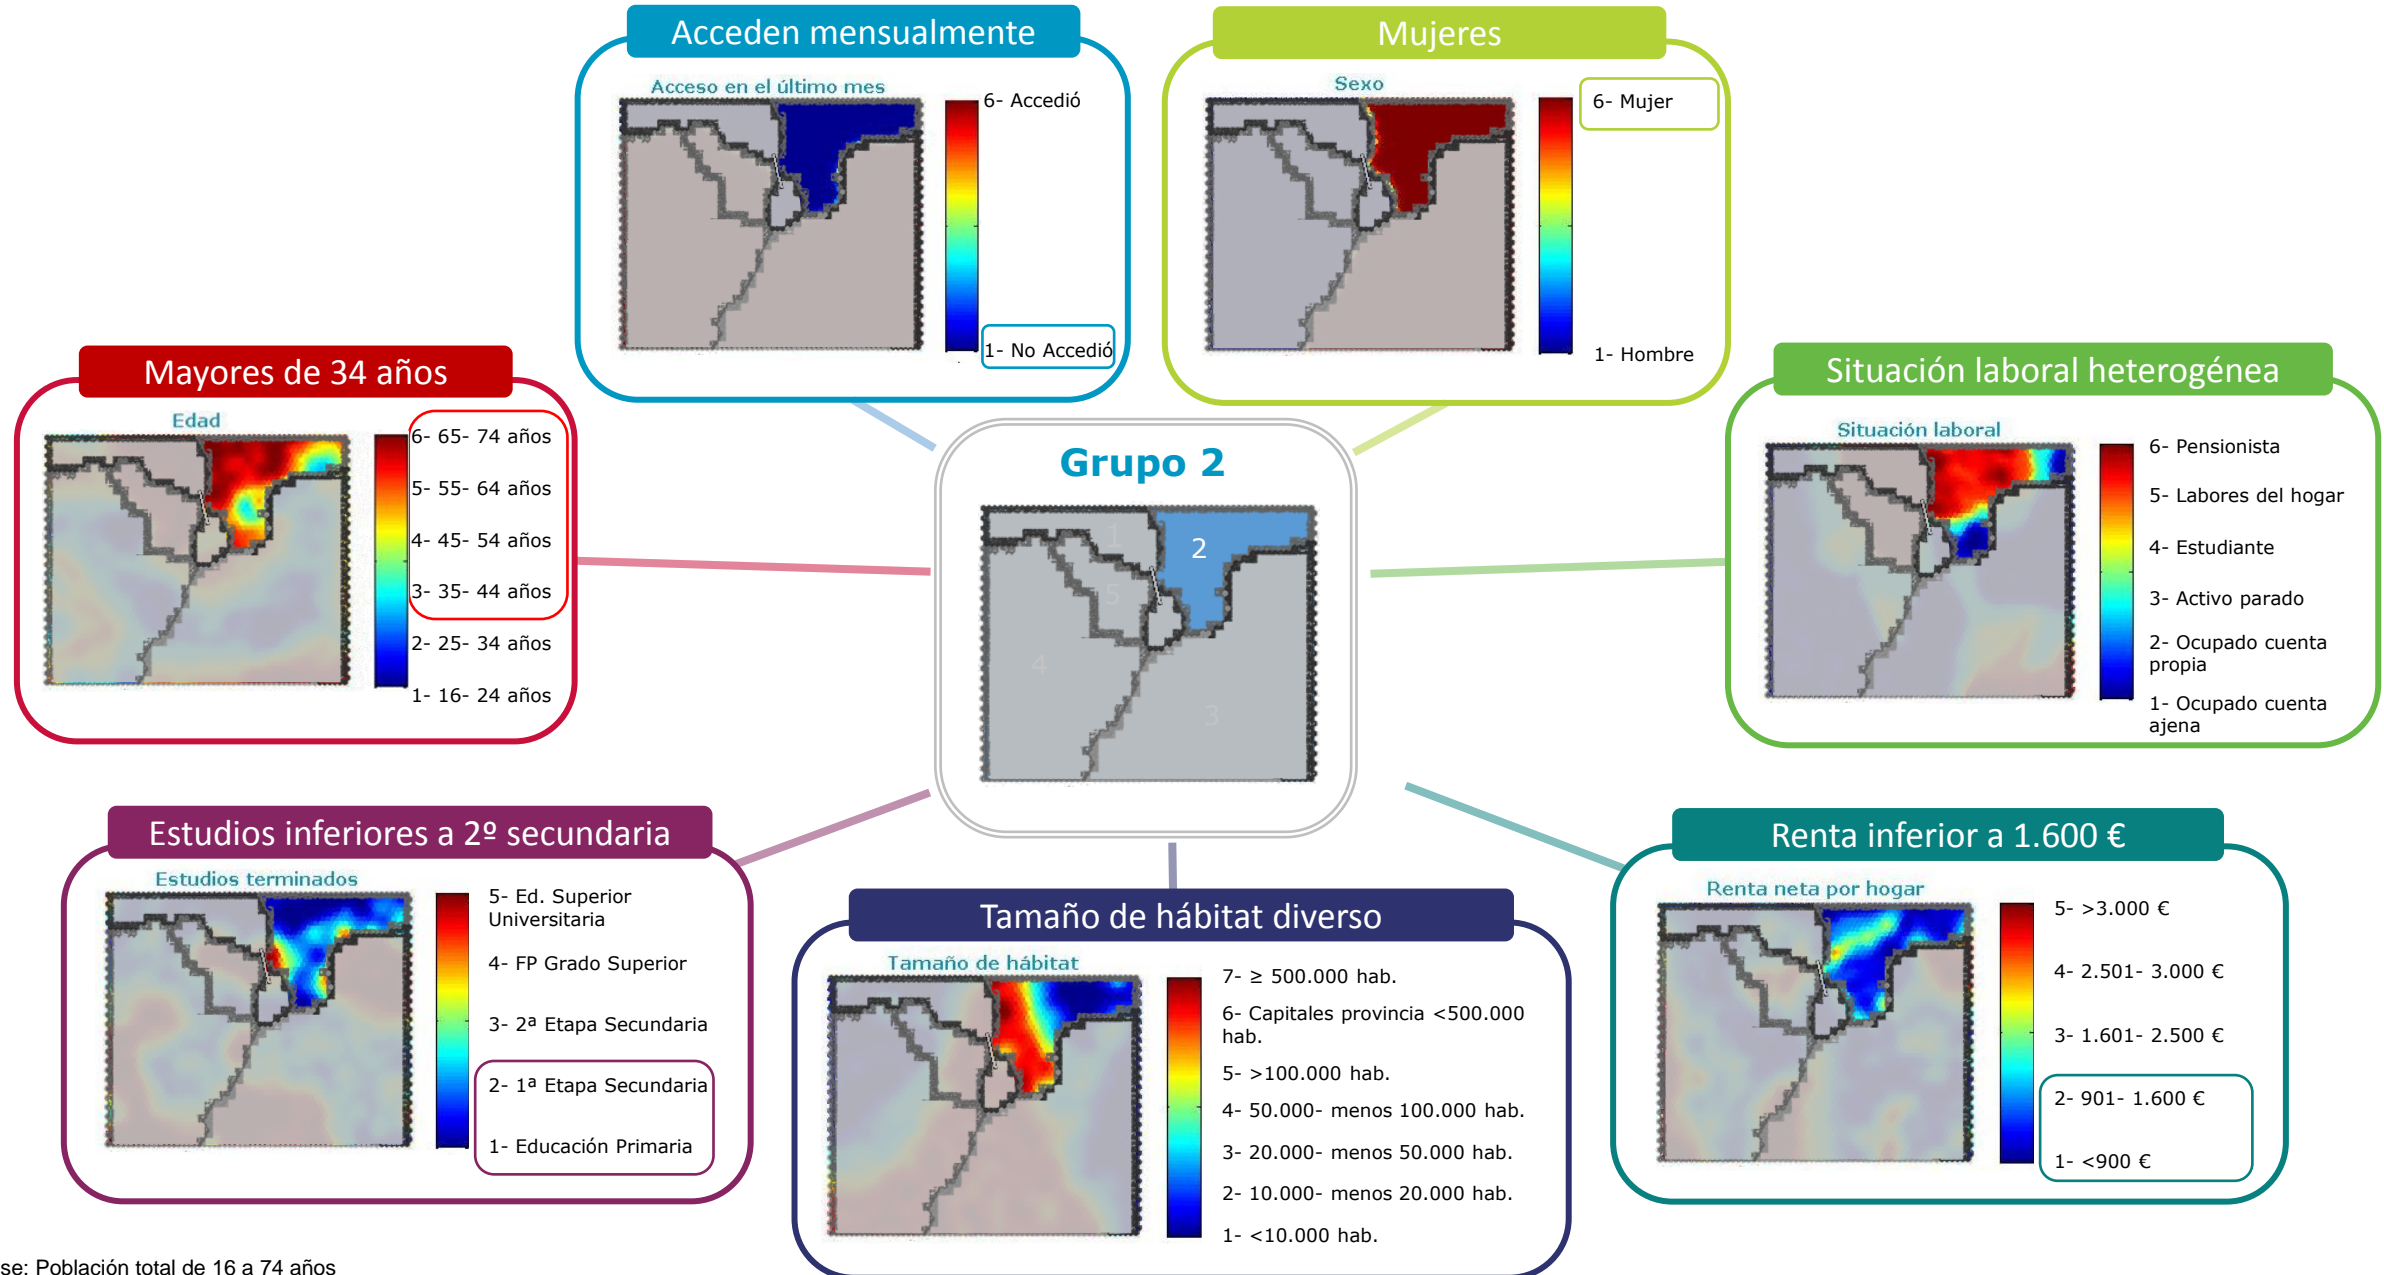 Acceden mensualmente
Acceso en el último mes
6- Accedió
1- No Accedió
Mujeres
Sexo
6- Mujer
1- Hombre
Mayores de 34 años
Edad
6- 65- 74 años
5- 55- 64 años
4- 45- 54 años
3- 35- 44 años
2- 25- 34 años
1- 16- 24 años
Grupo 2
1
2
5
4
3
Situación laboral heterogénea
Situación laboral
6- Pensionista
5- Labores del hogar
4- Estudiante
3- Activo parado
2- Ocupado cuenta
propia
1- Ocupado cuenta
ajena
Estudios inferiores a 2º secundaria
Estudios terminados
5- Ed. Superior
Universitaria
4- FP Grado Superior
3- 2ª Etapa Secundaria
2- 1ª Etapa Secundaria
1- Educación Primaria
Tamaño de hábitat diverso
Tamaño de hábitat
7- ≥ 500.000 hab.
6- Capitales provincia <500.000
hab.
5- >100.000 hab.
4- 50.000- menos 100.000 hab.
3- 20.000- menos 50.000 hab.
2- 10.000- menos 20.000 hab.
1- <10.000 hab.
Renta inferior a 1.600 €
Renta neta por hogar
5- >3.000 €
4- 2.501- 3.000 €
3- 1.601- 2.500 €
2- 901- 1.600 €
1- <900 €
se: Población total de 16 a 74 años